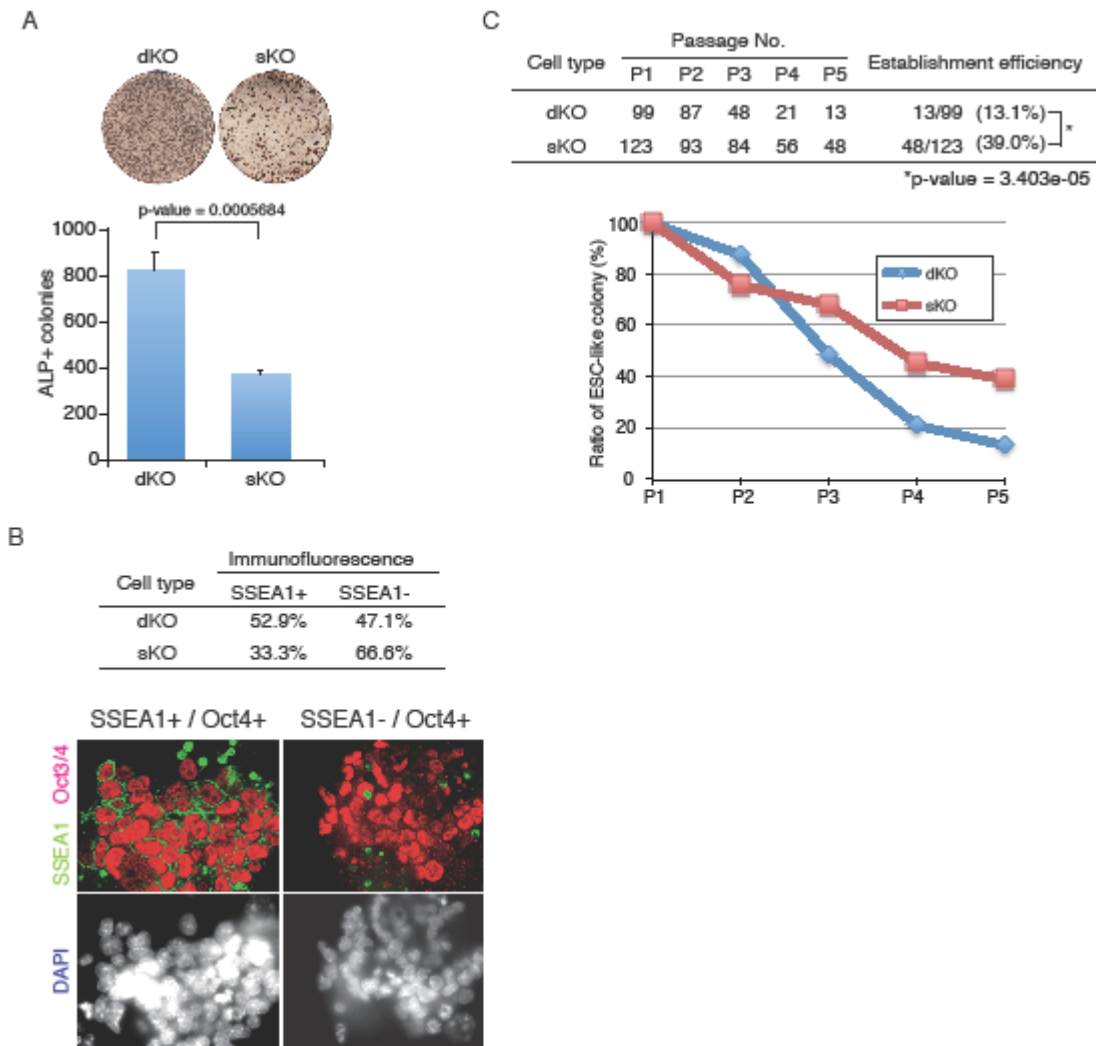 A
dKO sKO
p-value = 0.0005684
ALP+ colonies
1000
800
600
400
200
0
dKO sKO
B
Immunofluorescence
Cell type SSEA1+ SSEA1-
dKO 52.9% 47.1%
sKO 33.3% 66.6%
SSEA1+ / Oct4+ SSEA1- / Oct4+
SSEA1 Oct3/4
DAPI
C
Passage No.
Cell type P1 P2 P3 P4 P5 Establishment efficiency
dKO 99 87 48 21 13 13/99 (13.1%)
sKO 123 93 84 56 48 48/123 (39.0%)
*
*p-value = 3.403e-05
Ratio of ESC-like colony (%)
100
80
60
40
20
0
dKO
sKO
P1 P2 P3 P4 P5